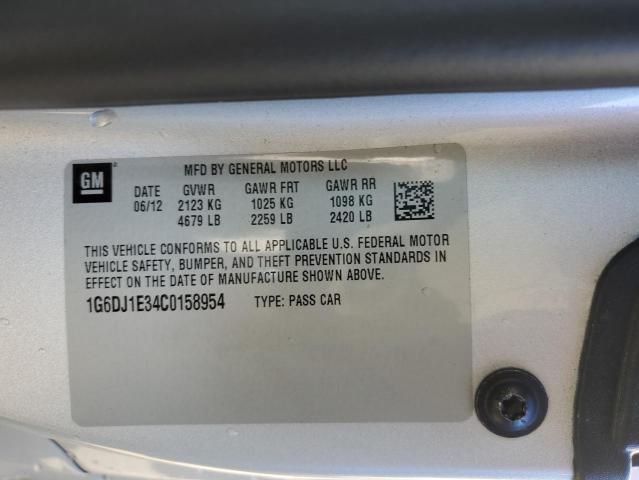 GM
MFD BY GENERAL MOTORS LLC
DATE GVWR GAWR FRT GAWR RR
06/12 2123 KG 1025 KG 1098 KG
4679 LB 2259 LB 2420 LB
THIS VEHICLE CONFORMS TO ALL APPLICABLE U.S. FEDERAL MOTOR
VEHICLE SAFETY, BUMPER, AND THEFT PREVENTION STANDARDS IN
EFFECT ON THE DATE OF MANUFACTURE SHOWN ABOVE.
1G6DJ1E34C0158954 TYPE: PASS CAR